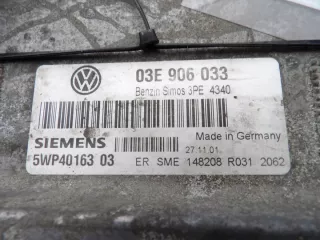 03E 906 033
Benzin Simos 3PE 4340
Made in Germany
SIEMENS
27.11.01
5WP40163 03
ER SME 148208 R031 2062